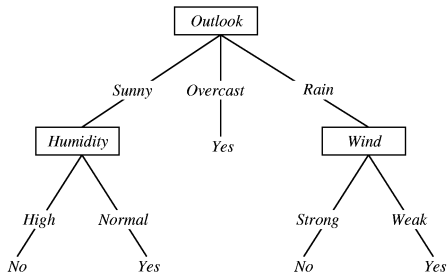 Outlook
Sunny Overcast Rain
Humidity Yes Wind
High Normal Strong Weak
No Yes No Yes